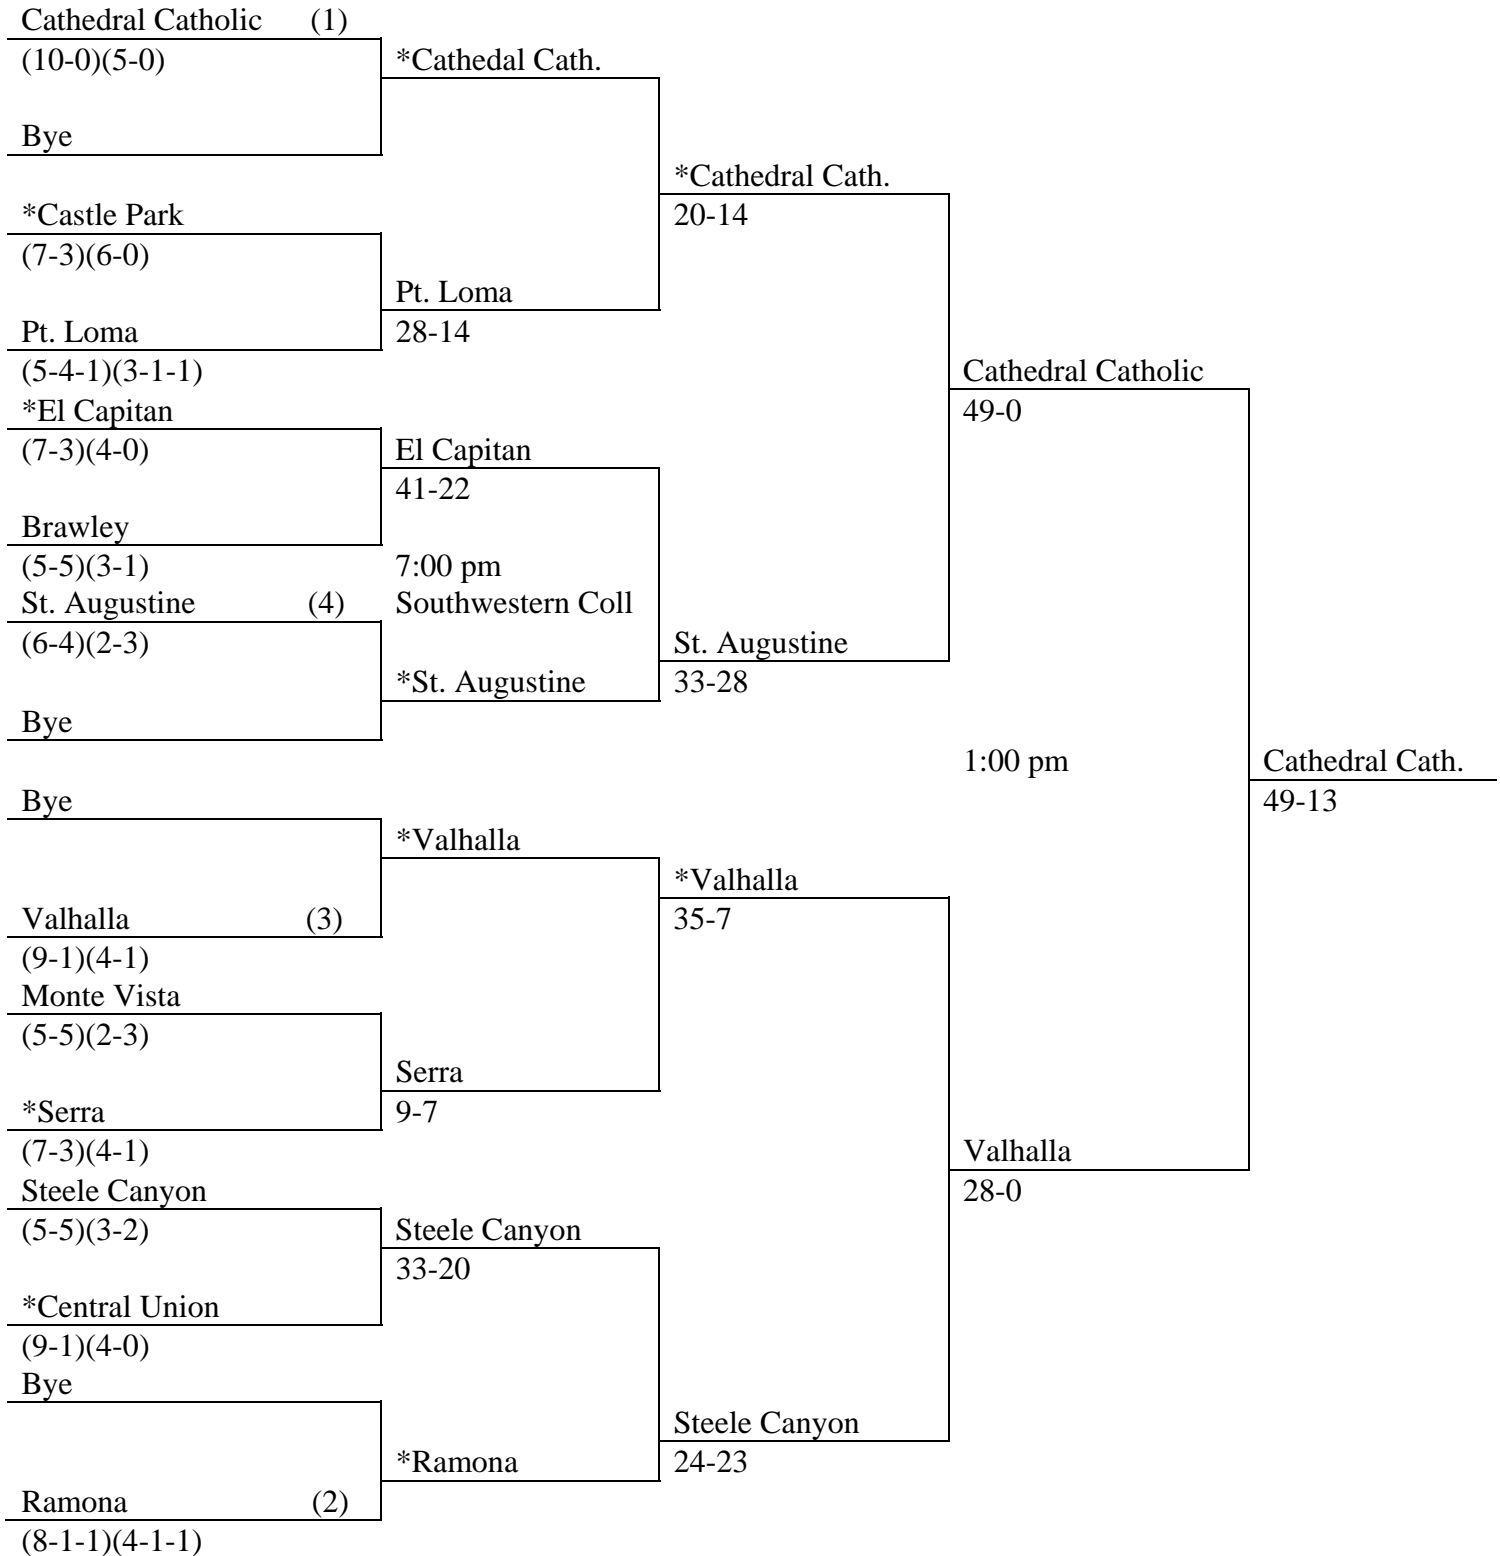 Cathedral Catholic (1)
(10-0)(5-0)
*Cathedal Cath.
Bye
*Cathedral Cath.
*Castle Park
20-14
(7-3)(6-0)
Pt. Loma
Pt. Loma
28-14
(5-4-1)(3-1-1)
Cathedral Catholic
*El Capitan
49-0
(7-3)(4-0)
El Capitan
41-22
Brawley
(5-5)(3-1)
7:00 pm
St. Augustine (4)
Southwestern Coll
(6-4)(2-3)
St. Augustine
*St. Augustine
33-28
Bye
1:00 pm
Cathedral Cath.
Bye
49-13
*Valhalla
*Valhalla
Valhalla (3)
35-7
(9-1)(4-1)
Monte Vista
(5-5)(2-3)
Serra
*Serra
9-7
(7-3)(4-1)
Valhalla
Steele Canyon
28-0
(5-5)(3-2)
Steele Canyon
33-20
*Central Union
(9-1)(4-0)
Bye
Steele Canyon
*Ramona
24-23
Ramona (2)
(8-1-1)(4-1-1)